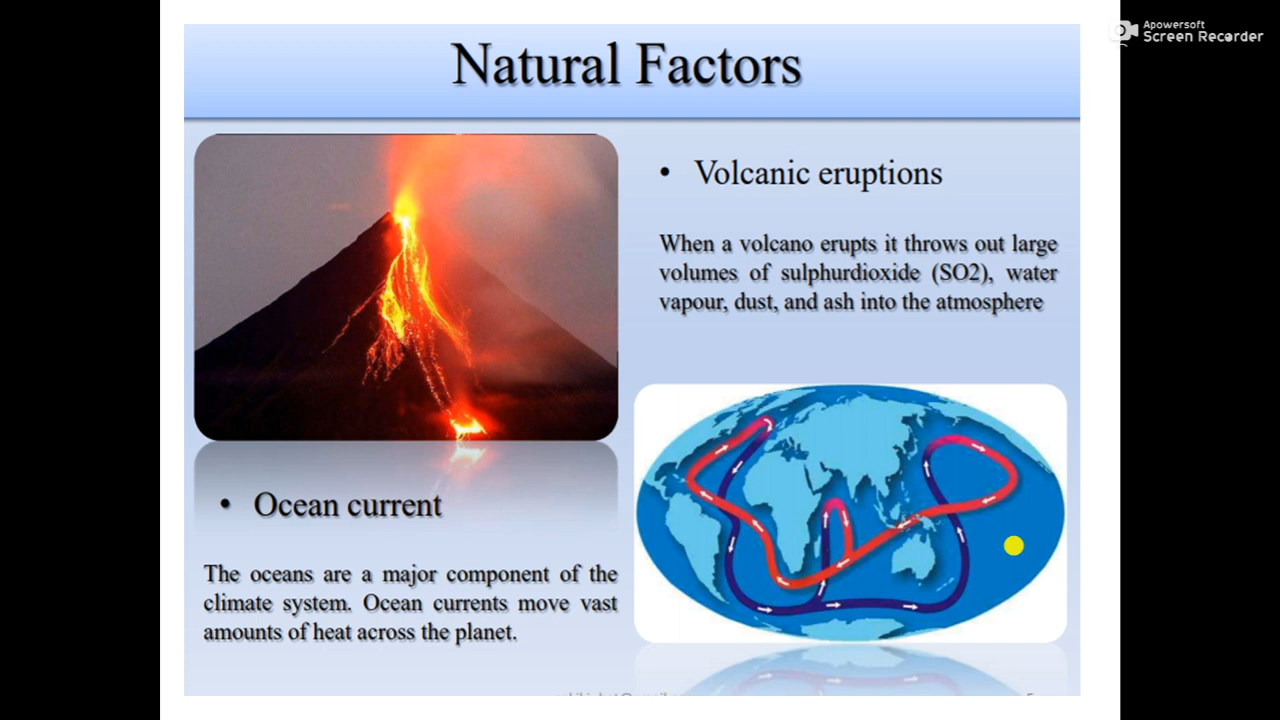 Apowersoft
Screen Recorder
Natural Factors
• Volcanic eruptions
When a volcano erupts it throws out large
volumes of sulphurdioxide (SO2), water
vapour, dust, and ash into the atmosphere
• Ocean current
The oceans are a major component of the
climate system. Ocean currents move vast
amounts of heat across the planet.